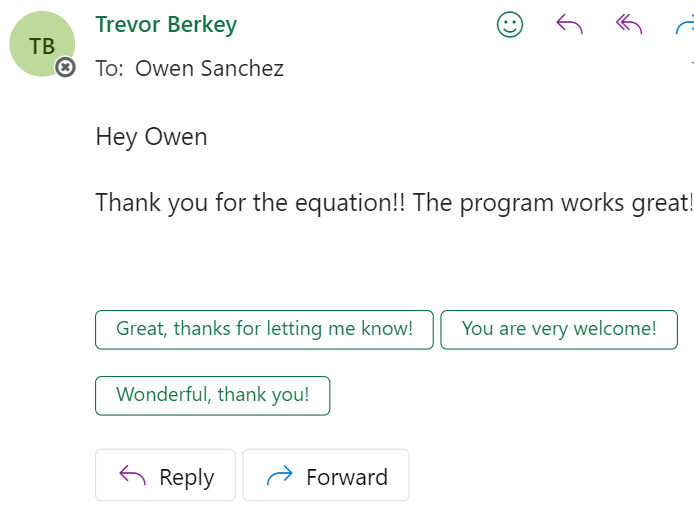 TB
Trevor Berkey
To: Owen Sanchez
Hey Owen
Thank you for the equation!! The program works great!
Great, thanks for letting me know!
You are very welcome!
Wonderful, thank you!
Reply
Forward